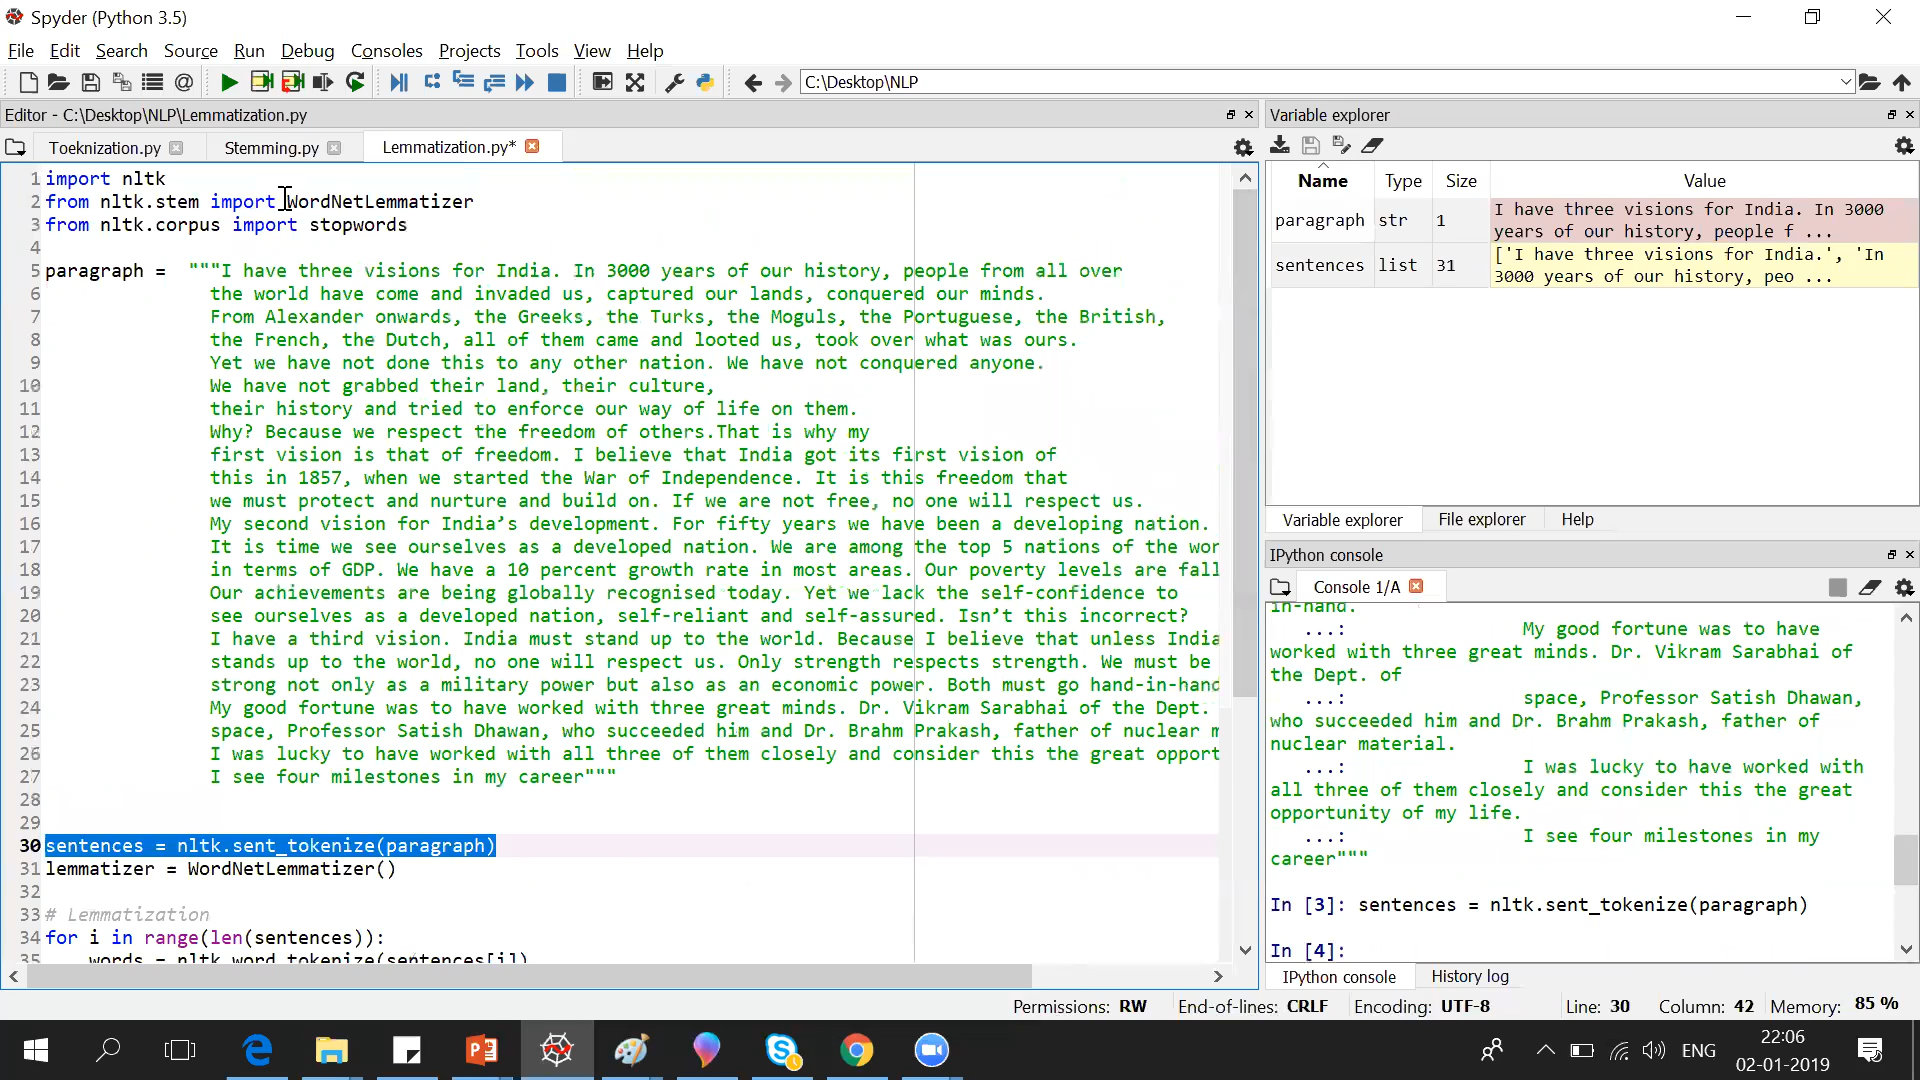 Spyder (Python 3.5)
File Edit Search Source Run Debug Consoles Projects Tools View Help
C:\Desktop\NLP
Editor - C:\Desktop\NLP\Lemmatization.py
Toeknization.py Stemming.py Lemmatization.py*
1 import nltk
2 from nltk.stem import WordNetLemmatizer
3 from nltk.corpus import stopwords
4
5 paragraph = """I have three visions for India. In 3000 years of our history, people from all over
6 the world have come and invaded us, captured our lands, conquered our minds.
7 From Alexander onwards, the Greeks, the Turks, the Moguls, the Portuguese, the British,
8 the French, the Dutch, all of them came and looted us, took over what was ours.
9 Yet we have not done this to any other nation. We have not conquered anyone.
10 We have not grabbed their land, their culture,
11 their history and tried to enforce our way of life on them.
12 Why? Because we respect the freedom of others.That is why my
13 first vision is that of freedom. I believe that India got its first vision of
14 this in 1857, when we started the War of Independence. It is this freedom that
15 we must protect and nurture and build on. If we are not free, no one will respect us.
16 My second vision for India's development. For fifty years we have been a developing nation.
17 It is time we see ourselves as a developed nation. We are among the top 5 nations of the wor
18 in terms of GDP. We have a 10 percent growth rate in most areas. Our poverty levels are fall
19 Our achievements are being globally recognised today. Yet we lack the self-confidence to
20 see ourselves as a developed nation, self-reliant and self-assured. Isn't this incorrect?
21 I have a third vision. India must stand up to the world. Because I believe that unless India
22 stands up to the world, no one will respect us. Only strength respects strength. We must be
23 strong not only as a military power but also as an economic power. Both must go hand-in-hand
24 My good fortune was to have worked with three great minds. Dr. Vikram Sarabhai of the Dept.
25 space, Professor Satish Dhawan, who succeeded him and Dr. Brahm Prakash, father of nuclear m
26 I was lucky to have worked with all three of them closely and consider this the great opport
27 I see four milestones in my career"""
28
29
30 sentences = nltk.sent_tokenize(paragraph)
31 lemmatizer = WordNetLemmatizer()
32
33 # Lemmatization
34 for i in range(len(sentences)):
35 words = nltk.word_tokenize(sentences[i])
Variable explorer
Name Type Size Value
paragraph str 1 I have three visions for India. In 3000
years of our history, people f ...
sentences list 31 ['I have three visions for India.', 'In
3000 years of our history, peo ...
Variable explorer File explorer Help
IPython console
Console 1/A
in-hand.
...: My good fortune was to have
worked with three great minds. Dr. Vikram Sarabhai of
the Dept. of
...: space, Professor Satish Dhawan,
who succeeded him and Dr. Brahm Prakash, father of
nuclear material.
...: I was lucky to have worked with
all three of them closely and consider this the great
opportunity of my life.
...: I see four milestones in my
career"""
In [3]: sentences = nltk.sent_tokenize(paragraph)
In [4]:
IPython console History log
Permissions: RW End-of-lines: CRLF Encoding: UTF-8 Line: 30 Column: 42 Memory: 85 %
ENG
22:06
02-01-2019